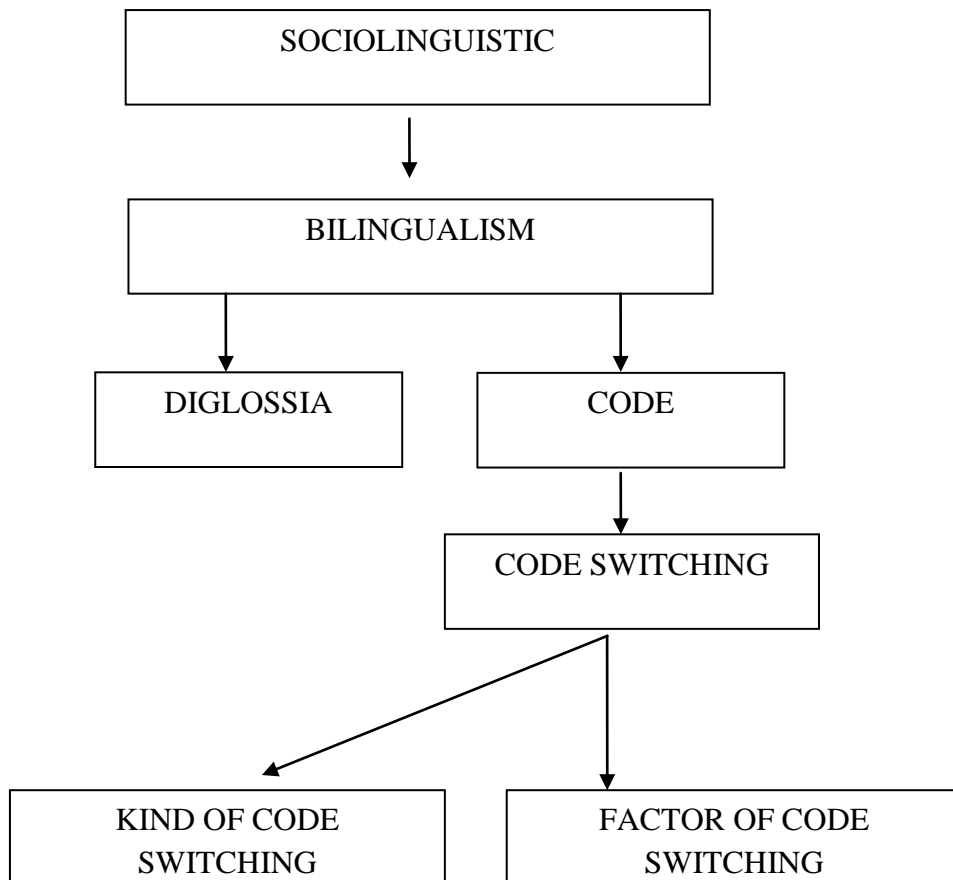 SOCIOLINGUISTIC
BILINGUALISM
DIGLOSSIA
CODE
CODE SWITCHING
KIND OF CODE
SWITCHING
FACTOR OF CODE
SWITCHING